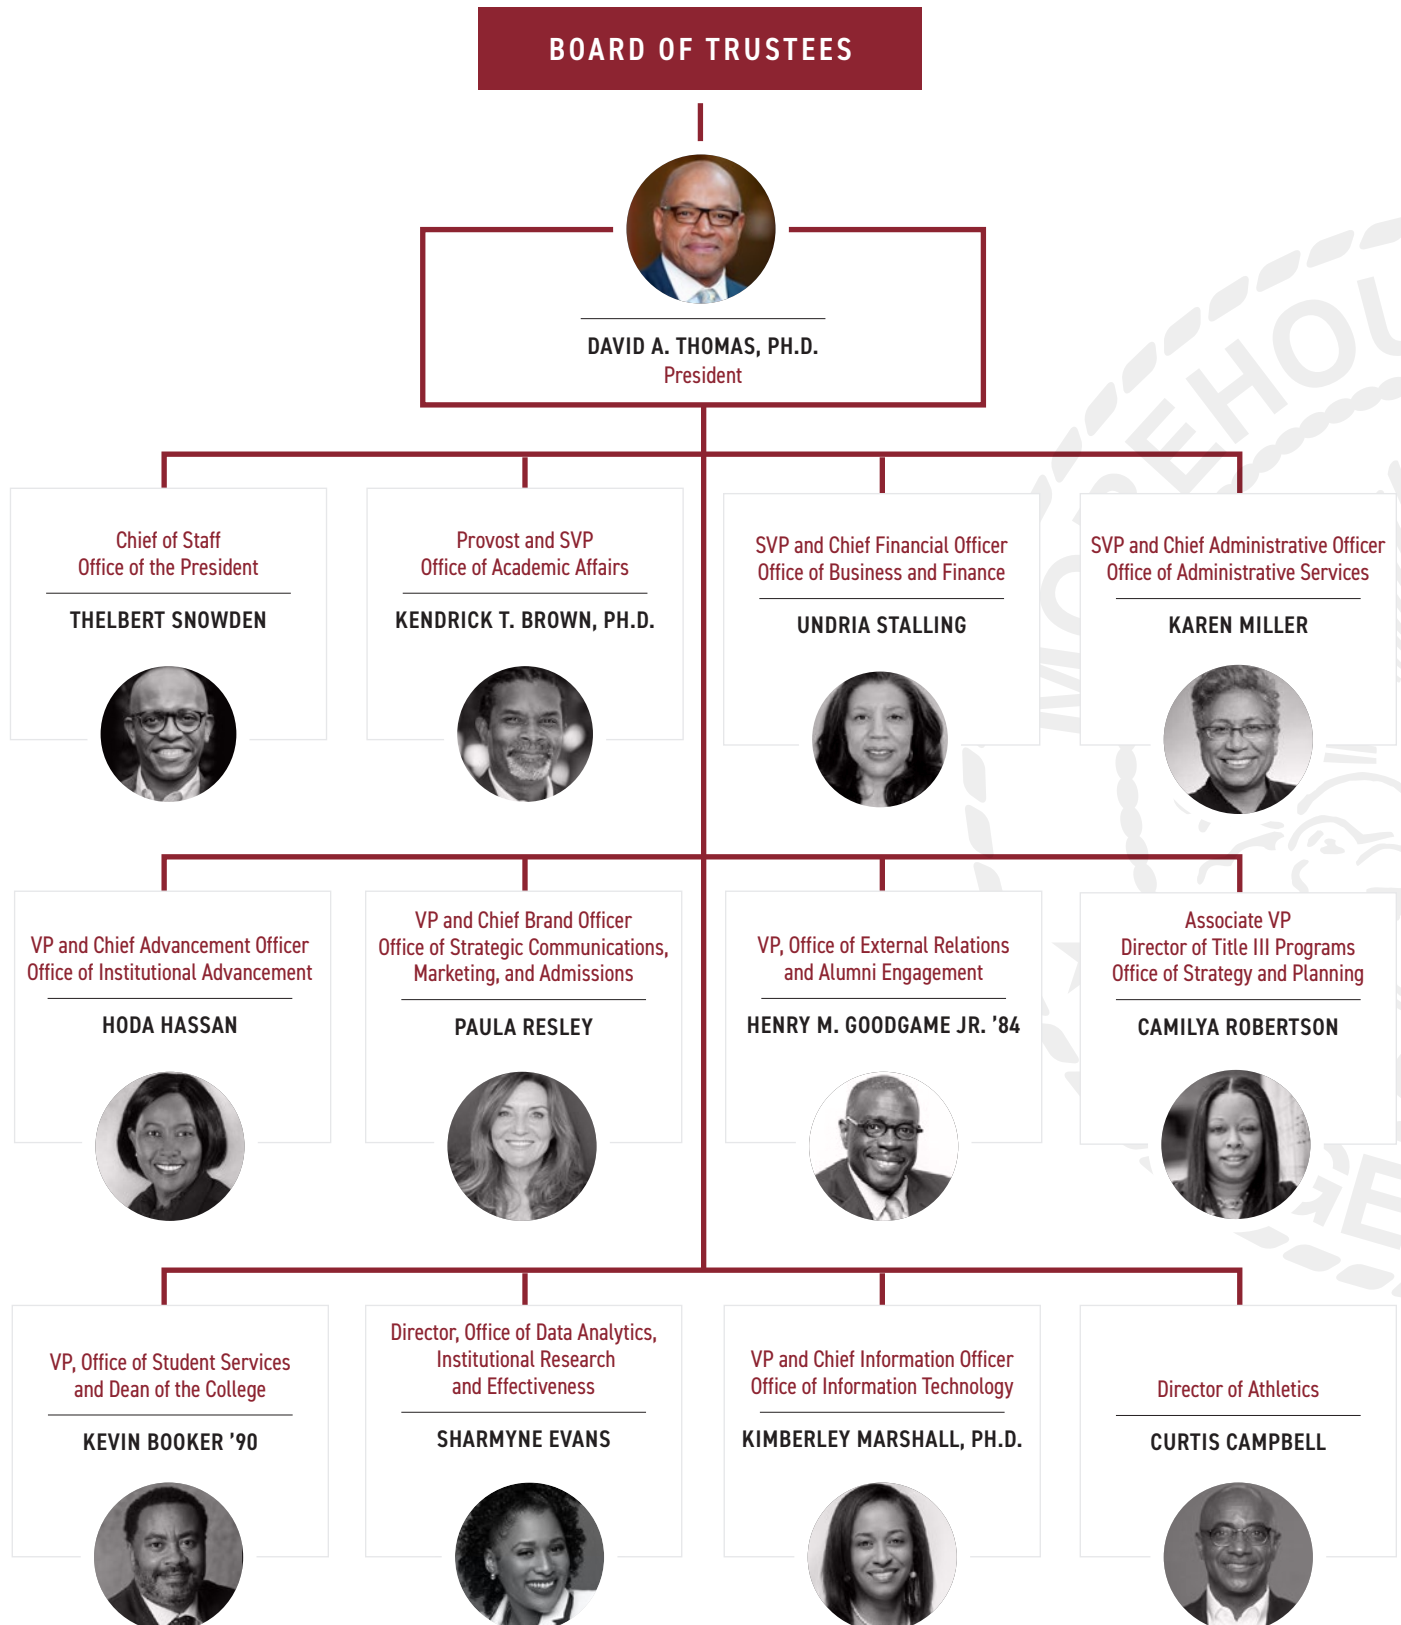 BOARD OF TRUSTEES
DAVID A. THOMAS, PH.D.
President
Chief of Staff
Office of the President
THELBERT SNOWDEN
Provost and SVP
Office of Academic Affairs
KENDRICK T. BROWN, PH.D.
SVP and Chief Financial Officer
Office of Business and Finance
UNDRIA STALLING
SVP and Chief Administrative Officer
Office of Administrative Services
KAREN MILLER
VP and Chief Advancement Officer
Office of Institutional Advancement
HODA HASSAN
VP and Chief Brand Officer
Office of Strategic Communications,
Marketing, and Admissions
PAULA RESLEY
VP, Office of External Relations
and Alumni Engagement
HENRY M. GOODGAME JR. ’84
Associate VP
Director of Title III Programs
Office of Strategy and Planning
CAMILYA ROBERTSON
VP, Office of Student Services
and Dean of the College
KEVIN BOOKER ’90
Director, Office of Data Analytics,
Institutional Research
and Effectiveness
SHARMYNE EVANS
VP and Chief Information Officer
Office of Information Technology
KIMBERLEY MARSHALL, PH.D.
Director of Athletics
CURTIS CAMPBELL